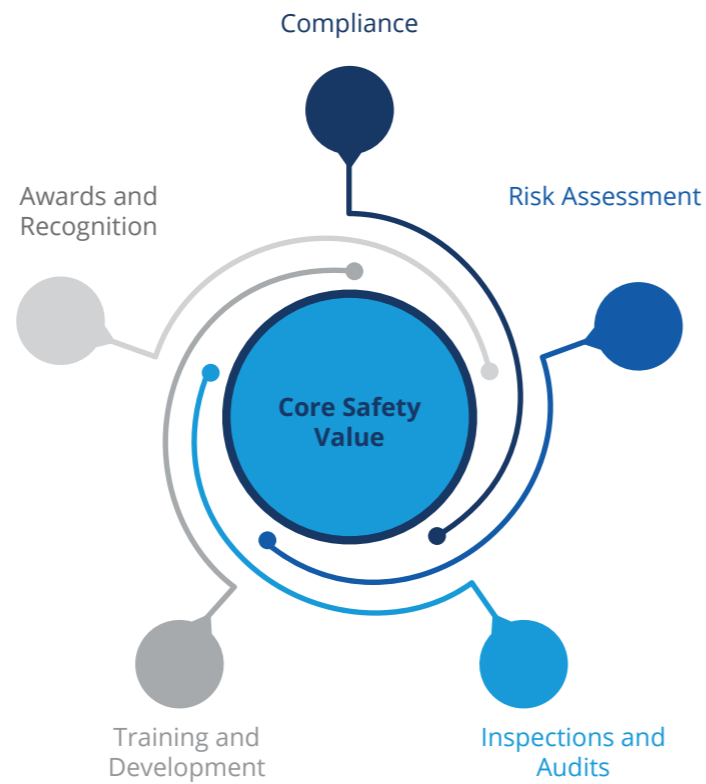 Compliance
Awards and
Recognition
Risk Assessment
Core Safety
Value
Training and
Development
Inspections and
Audits